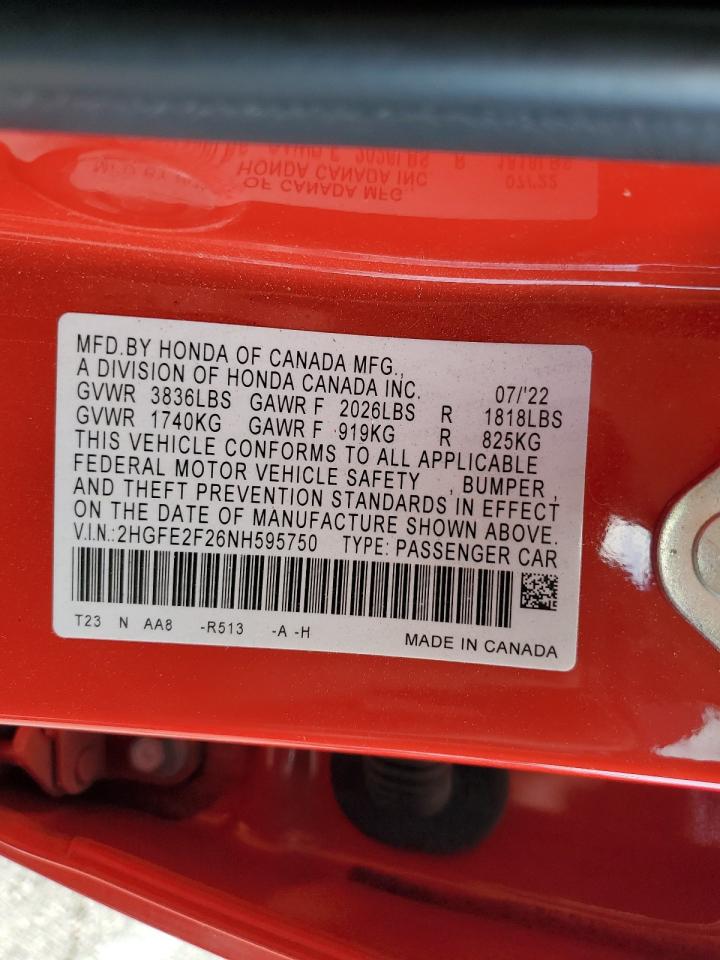 MFD.BY HONDA OF CANADA MFG.,
A DIVISION OF HONDA CANADA INC. 07/'22
GVWR 3836LBS GAWR F 2026LBS R 1818LBS
GVWR 1740KG GAWR F 919KG R 825KG
THIS VEHICLE CONFORMS TO ALL APPLICABLE
FEDERAL MOTOR VEHICLE SAFETY , BUMPER ,
AND THEFT PREVENTION STANDARDS IN EFFECT
ON THE DATE OF MANUFACTURE SHOWN ABOVE.
V.I.N.:2HGFE2F26NH595750 TYPE: PASSENGER CAR
T23 N AA8 -R513 -A -H
MADE IN CANADA